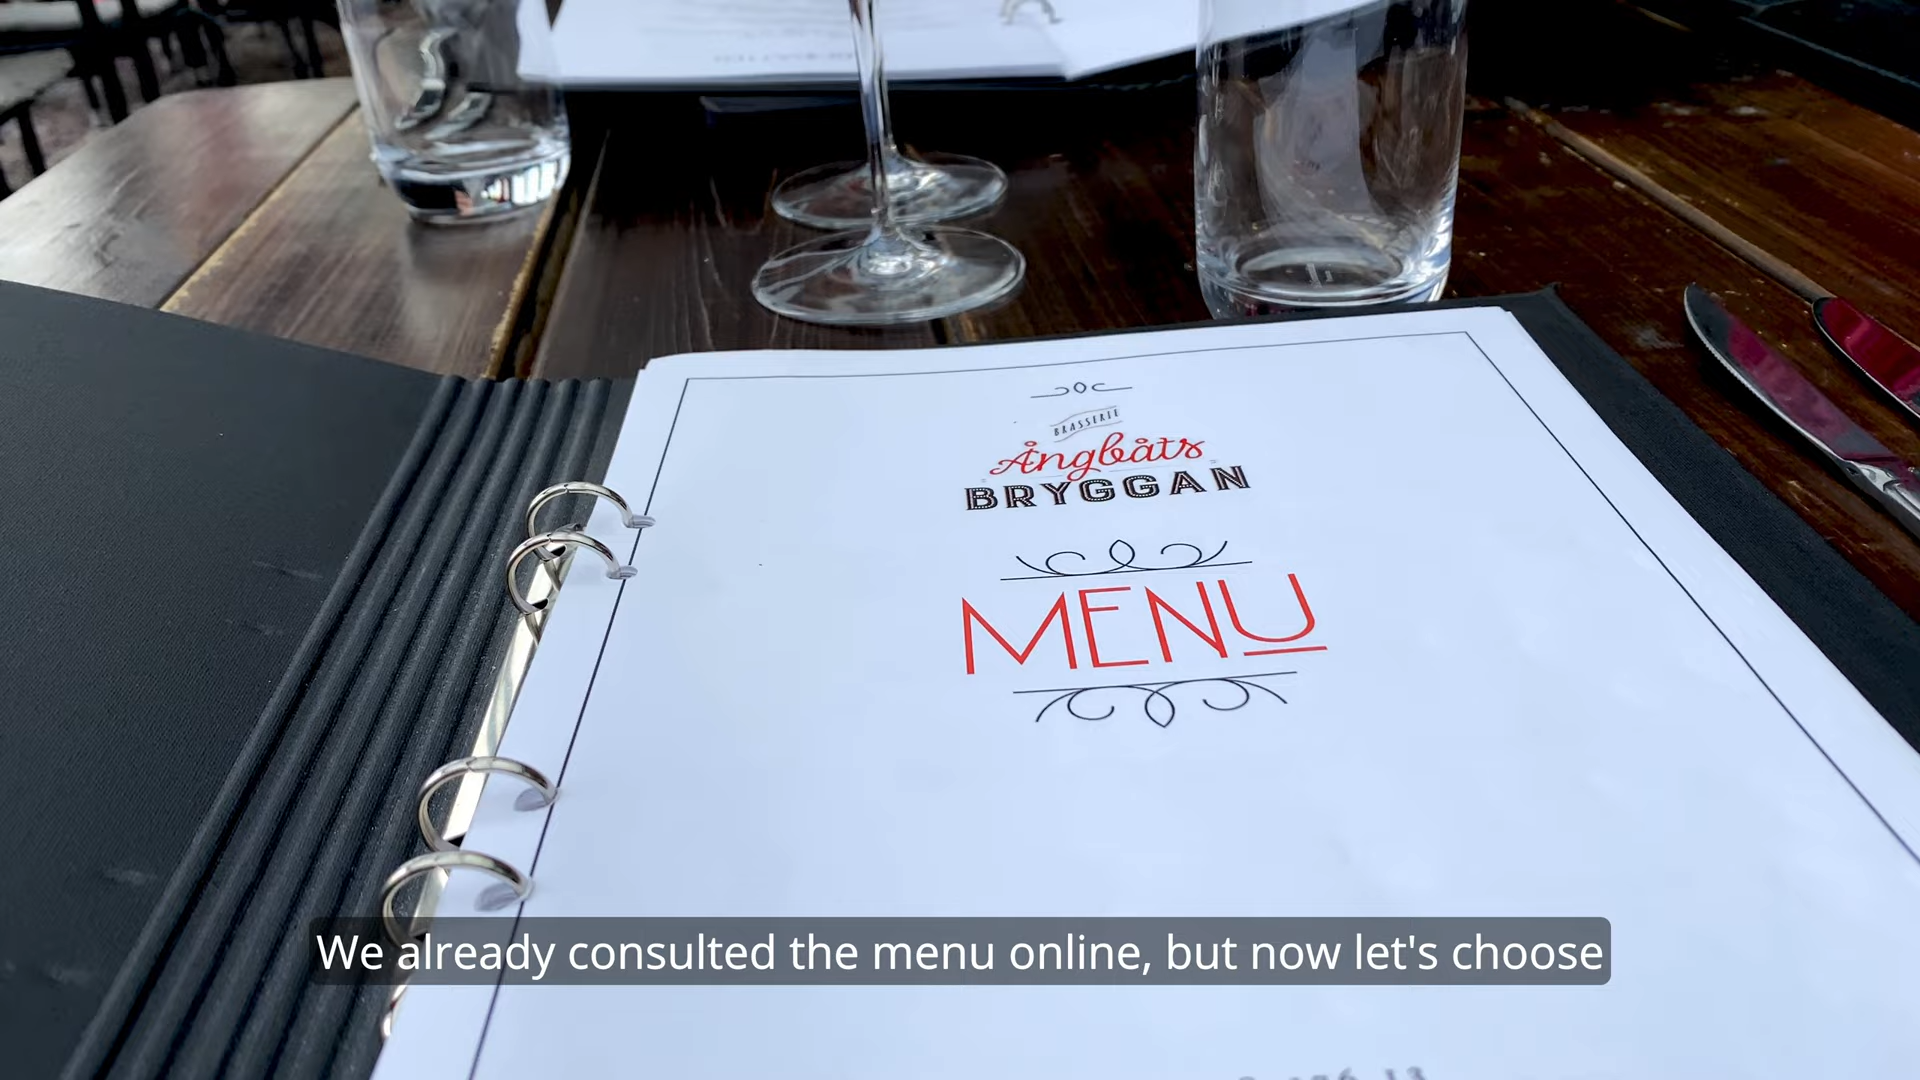 BRASSERIE
Ångbåts
BRYGGAN
MENU
We already consulted the menu online, but now let's choose